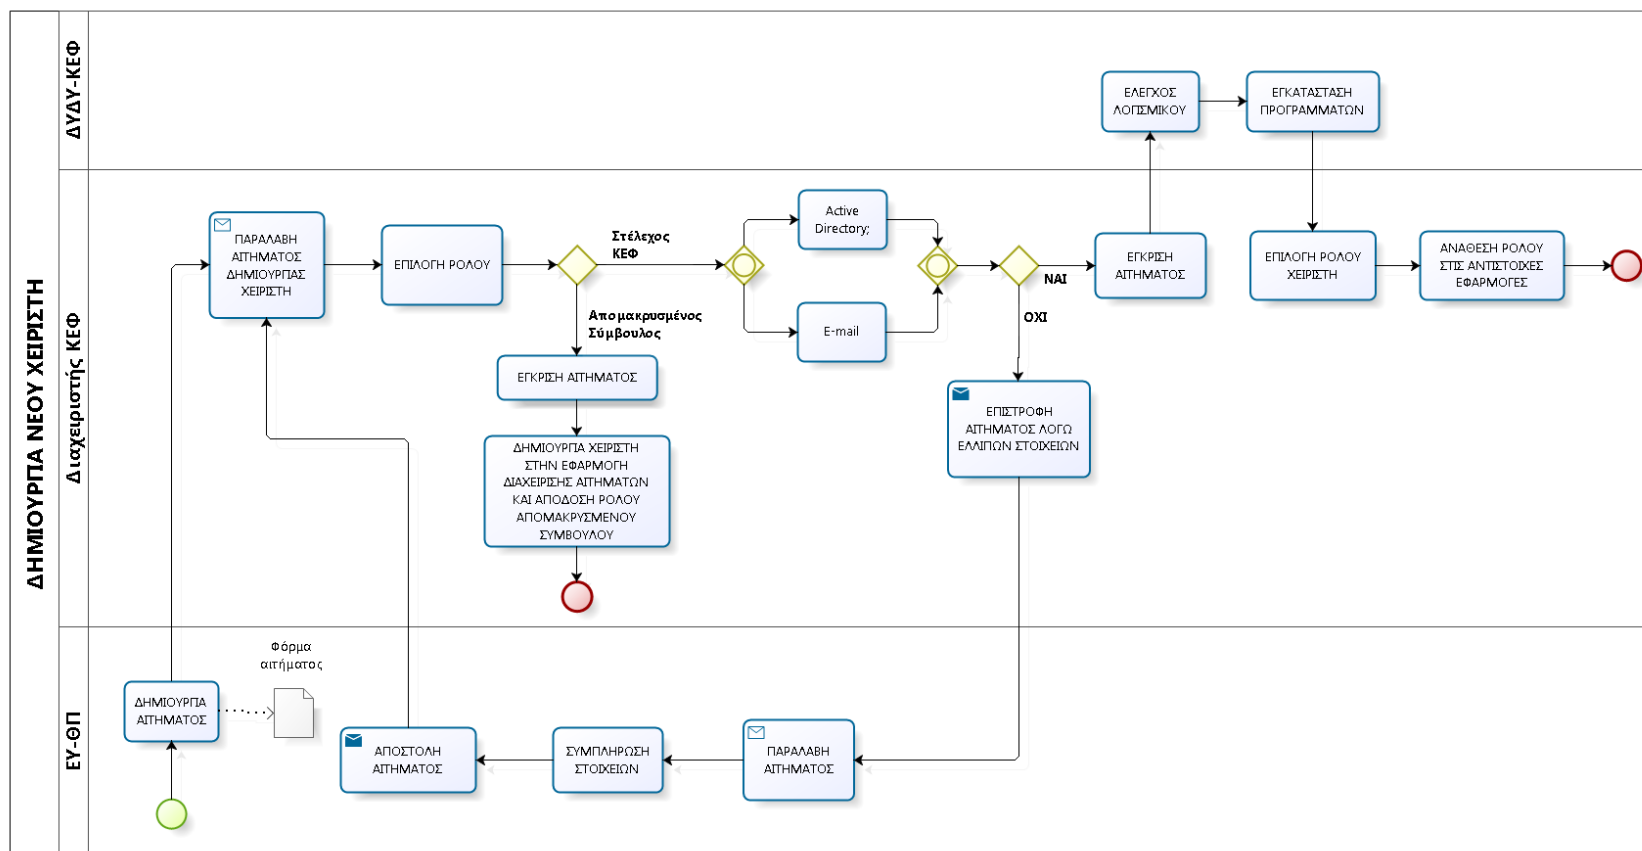 ΔΗΜΙΟΥΡΓΙΑ ΝΕΟΥ ΧΕΙΡΙΣΤΗ
ΔΥΔΥ-ΚΕΦ
ΕΛΕΓΧΟΣ
ΛΟΓΙΣΜΙΚΟΥ
ΕΓΚΑΤΑΣΤΑΣΗ
ΠΡΟΓΡΑΜΜΑΤΩΝ
Διαχειριστής ΚΕΦ
ΠΑΡΑΛΑΒΗ
ΑΙΤΗΜΑΤΟΣ
ΔΗΜΙΟΥΡΓΙΑΣ
ΧΕΙΡΙΣΤΗ
ΕΠΙΛΟΓΗ ΡΟΛΟΥ
Στέλεχος
ΚΕΦ
Active
Directory;
E-mail
ΝΑΙ
ΟΧΙ
ΕΓΚΡΙΣΗ
ΑΙΤΗΜΑΤΟΣ
ΕΠΙΛΟΓΗ ΡΟΛΟΥ
ΧΕΙΡΙΣΤΗ
ΑΝΑΘΕΣΗ ΡΟΛΟΥ
ΣΤΙΣ ΑΝΤΙΣΤΟΙΧΕΣ
ΕΦΑΡΜΟΓΕΣ
Απομακρυσμένος
Σύμβουλος
ΕΓΚΡΙΣΗ ΑΙΤΗΜΑΤΟΣ
ΔΗΜΙΟΥΡΓΙΑ ΧΕΙΡΙΣΤΗ
ΣΤΗΝ ΕΦΑΡΜΟΓΗ
ΔΙΑΧΕΙΡΙΣΗΣ ΑΙΤΗΜΑΤΩΝ
ΚΑΙ ΑΠΟΔΟΣΗ ΡΟΛΟΥ
ΑΠΟΜΑΚΡΥΣΜΕΝΟΥ
ΣΥΜΒΟΥΛΟΥ
ΕΠΙΣΤΡΟΦΗ
ΑΙΤΗΜΑΤΟΣ ΛΟΓΩ
ΕΛΛΙΠΩΝ ΣΤΟΙΧΕΙΩΝ
ΕΥ-ΘΠ
ΔΗΜΙΟΥΡΓΙΑ
ΑΙΤΗΜΑΤΟΣ
Φόρμα
αιτήματος
ΑΠΟΣΤΟΛΗ
ΑΙΤΗΜΑΤΟΣ
ΣΥΜΠΛΗΡΩΣΗ
ΣΤΟΙΧΕΙΩΝ
ΠΑΡΑΛΑΒΗ
ΑΙΤΗΜΑΤΟΣ